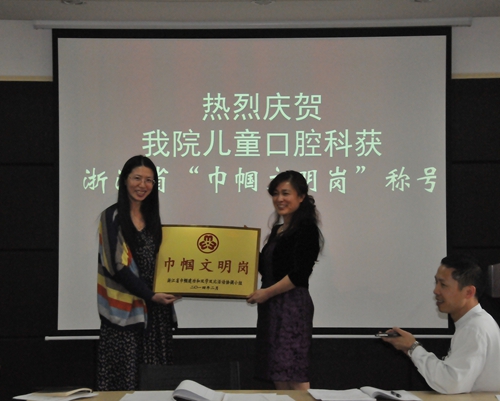 热烈庆贺
我院儿童口腔科获
浙江省“巾帼文明岗”称号
巾帼文明岗